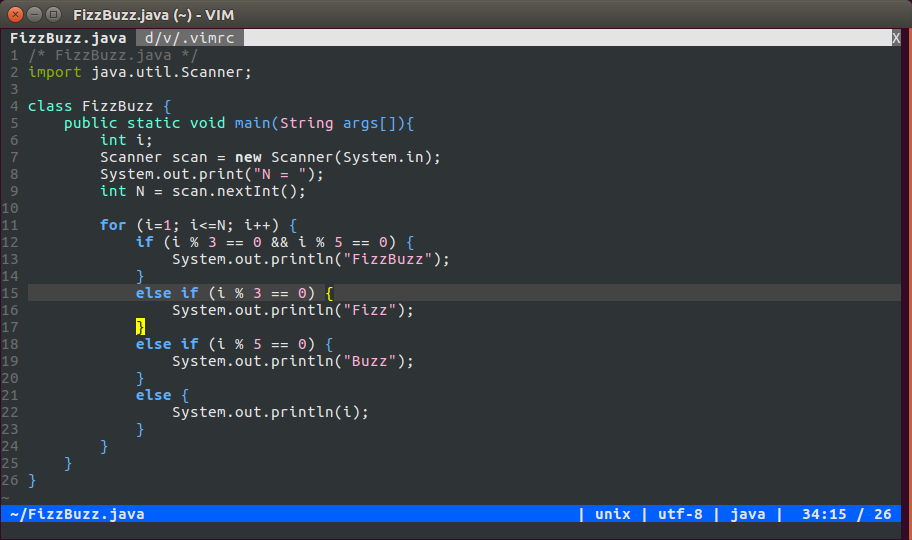 FizzBuzz.java (~) - VIM
FizzBuzz.java  d/v/.vimrc X
1 /* FizzBuzz.java */
2 import java.util.Scanner;
3
4 class FizzBuzz {
5     public static void main(String args[]){
6         int i;
7         Scanner scan = new Scanner(System.in);
8         System.out.print("N = ");
9         int N = scan.nextInt();
10
11         for (i=1; i<=N; i++) {
12             if (i % 3 == 0 && i % 5 == 0) {
13                 System.out.println("FizzBuzz");
14             }
15             else if (i % 3 == 0) {
16                 System.out.println("Fizz");
17             }
18             else if (i % 5 == 0) {
19                 System.out.println("Buzz");
20             }
21             else {
22                 System.out.println(i);
23             }
24         }
25     }
26 }
~
~/FizzBuzz.java | unix | utf-8 | java |  34:15 / 26